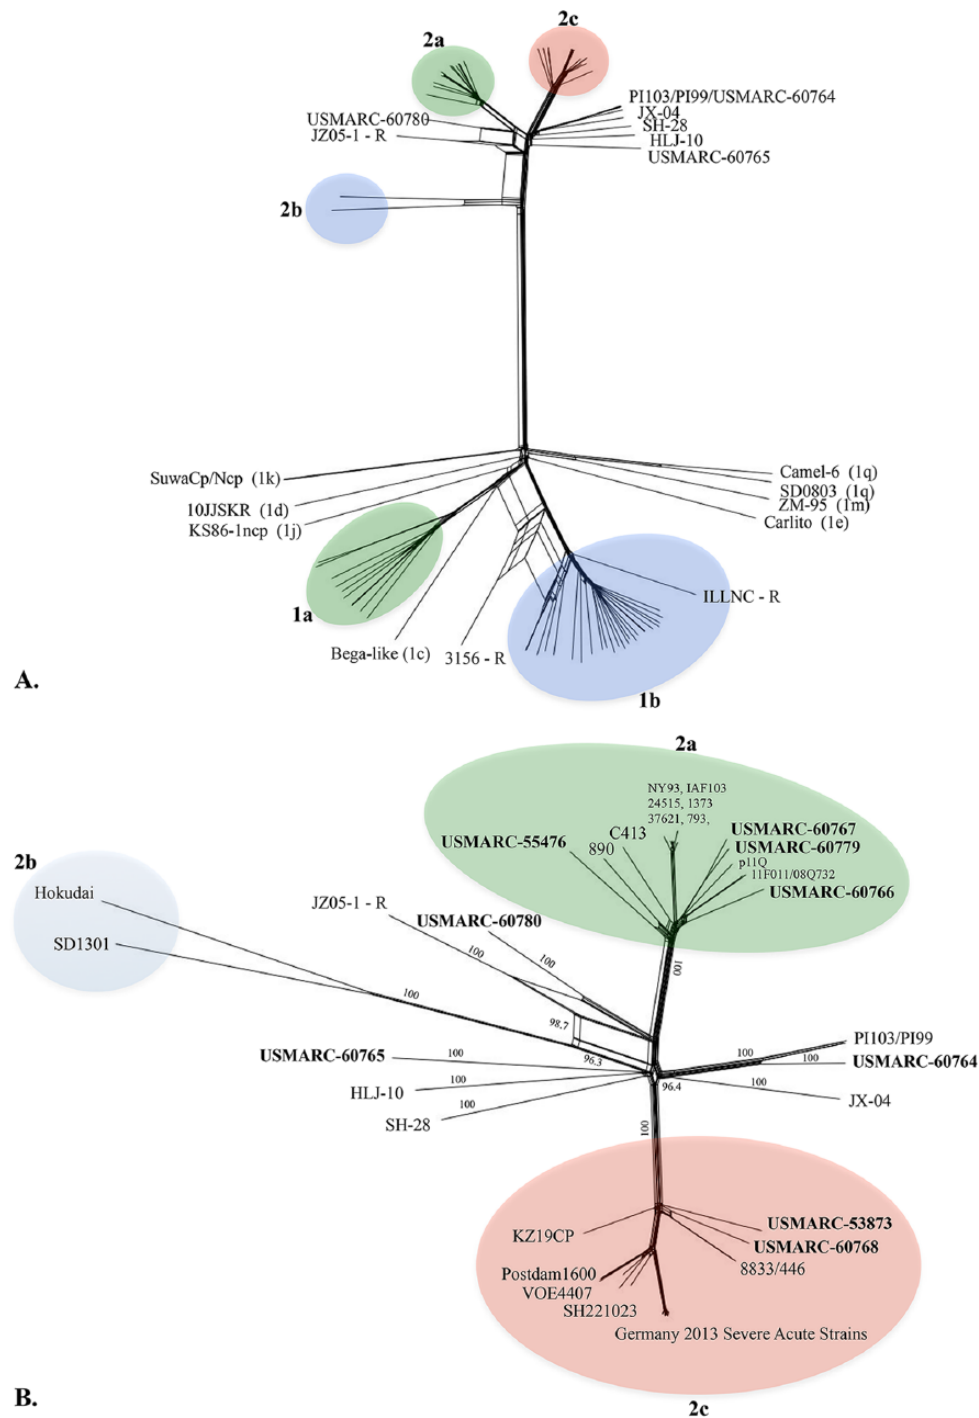 2c
2a
PI103/PI99/USMARC-60764
USMARC-60780
JX-04
SH-28
JZ05-1 - R
HLJ-10
USMARC-60765
2b
SuwaCp/Ncp (1k)
Camel-6 (1q)
SD0803 (1q)
10JJSKR (1d)
ZM-95 (1m)
KS86-1ncp (1j)
Carlito (1e)
ILLNC - R
1a
Bega-like (1c)
3156 - R
1b
A.
2a
NY93, IAF103
24515, 1373
37621, 793,
C413
USMARC-60767
USMARC-55476
890
USMARC-60779
p11Q
11F011/08Q732
USMARC-60766
2b
Hokudai
JZ05-1 - R
USMARC-60780
SD1301
100
100
100
100
98.7
96.3
PI103/PI99
USMARC-60765
100
100
100
USMARC-60764
HLJ-10
100
96.4
100
JX-04
SH-28
100
100
KZ19CP
USMARC-53873
USMARC-60768
8833/446
Postdam1600
VOE4407
SH221023
Germany 2013 Severe Acute Strains
B.
2c